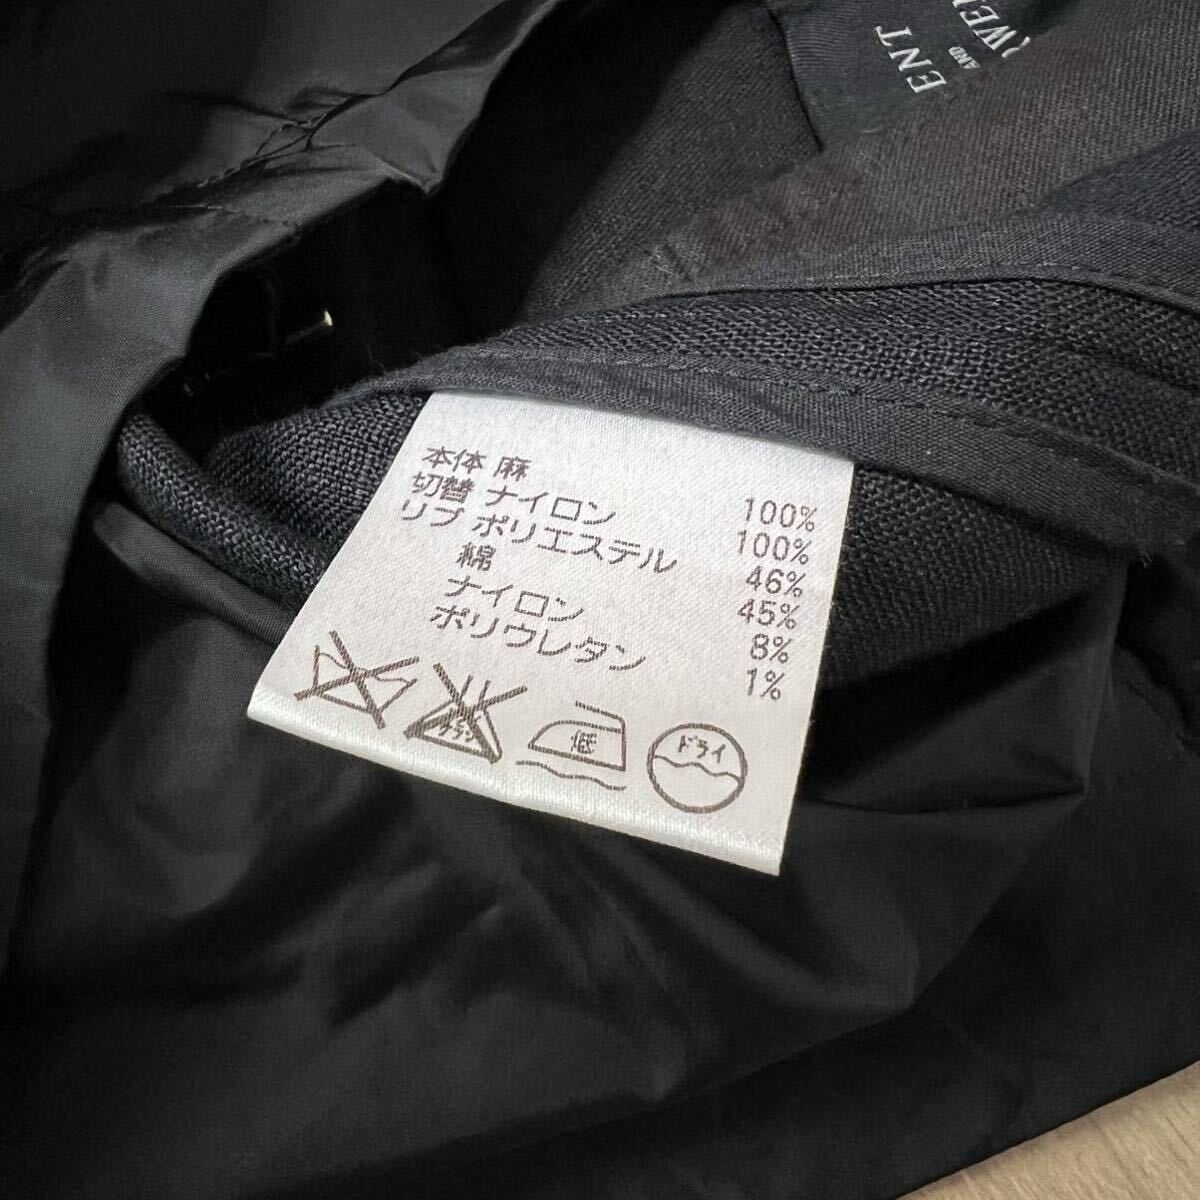 ENT
AND
本体 麻 100%
切替 ナイロン 100%
リブ ポリエステル 46%
綿 45%
ナイロン 8%
ポリウレタン 1%
低 ドライ